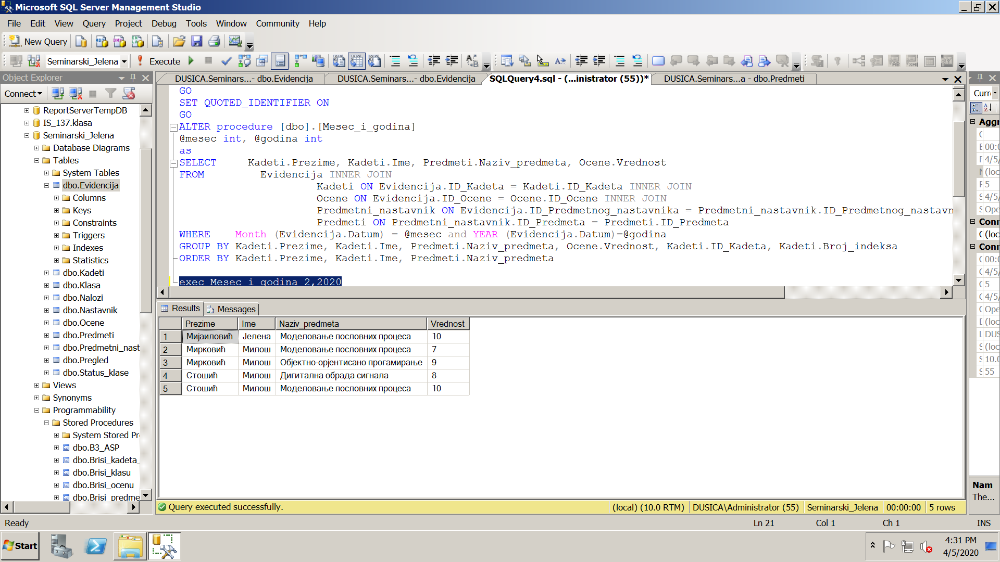 Microsoft SQL Server Management Studio
File Edit View Query Project Debug Tools Window Community Help
New Query
Seminarski_Jelena Execute
Object Explorer
Connect
ReportServerTempDB
IS_137.klasa
Seminarski_Jelena
Database Diagrams
Tables
System Tables
dbo.Evidencija
Columns
Keys
Constraints
Triggers
Indexes
Statistics
dbo.Kadeti
dbo.Klasa
dbo.Nalozi
dbo.Nastavnik
dbo.Ocene
dbo.Predmeti
dbo.Predmetni_nast
dbo.Pregled
dbo.Status_klase
Views
Synonyms
Programmability
Stored Procedures
System Stored Pr
dbo.B3_ASP
dbo.Brisi_kadeta_
dbo.Brisi_klasu
dbo.Brisi_ocenu
dbo.Brisi_predme
DUSICA.Seminars...- dbo.Evidencija DUSICA.Seminars...- dbo.Evidencija SQLQuery4.sql - (...inistrator (55))* DUSICA.Seminars...a - dbo.Predmeti
GO
SET QUOTED_IDENTIFIER ON
GO
ALTER procedure [dbo].[Mesec_i_godina]
@mesec int, @godina int
as
SELECT Kadeti.Prezime, Kadeti.Ime, Predmeti.Naziv_predmeta, Ocene.Vrednost
FROM Evidencija INNER JOIN
Kadeti ON Evidencija.ID_Kadeta = Kadeti.ID_Kadeta INNER JOIN
Ocene ON Evidencija.ID_Ocene = Ocene.ID_Ocene INNER JOIN
Predmetni_nastavnik ON Evidencija.ID_Predmetnog_nastavnika = Predmetni_nastavnik.ID_Predmetnog_nastavn
Predmeti ON Predmetni_nastavnik.ID_Predmeta = Predmeti.ID_Predmeta
WHERE Month (Evidencija.Datum) = @mesec and YEAR (Evidencija.Datum)=@godina
GROUP BY Kadeti.Prezime, Kadeti.Ime, Predmeti.Naziv_predmeta, Ocene.Vrednost, Kadeti.ID_Kadeta, Kadeti.Broj_indeksa
ORDER BY Kadeti.Prezime, Kadeti.Ime, Predmeti.Naziv_predmeta
exec Mesec_i_godina 2,2020
Results Messages
Prezime Ime Naziv_predmeta Vrednost
1 Мијаиловић Јелена Моделовање пословних процеса 10
2 Мирковић Милош Моделовање пословних процеса 7
3 Мирковић Милош Објектно-орјентисано прогамирање 9
4 Стошић Милош Дигитална обрада сигнала 8
5 Стошић Милош Моделовање пословних процеса 10
Query executed successfully. (local) (10.0 RTM) DUSICA\Administrator (55) Seminarski_Jelena 00:00:00 5 rows
Curr
Aggr
C
E 00:0
F 4/5/
(loc
F 5
S 4/5/
S Ope
Conn
C (loc
Conn
C 00:0
C 4/5/
C 5
C 4/5/
C Ope
D (loc
L DUS
S (loc
S 10.0
S 55
Nam
The...
Ready Ln 21 Col 1 Ch 1 INS
Start
4:31 PM
4/5/2020